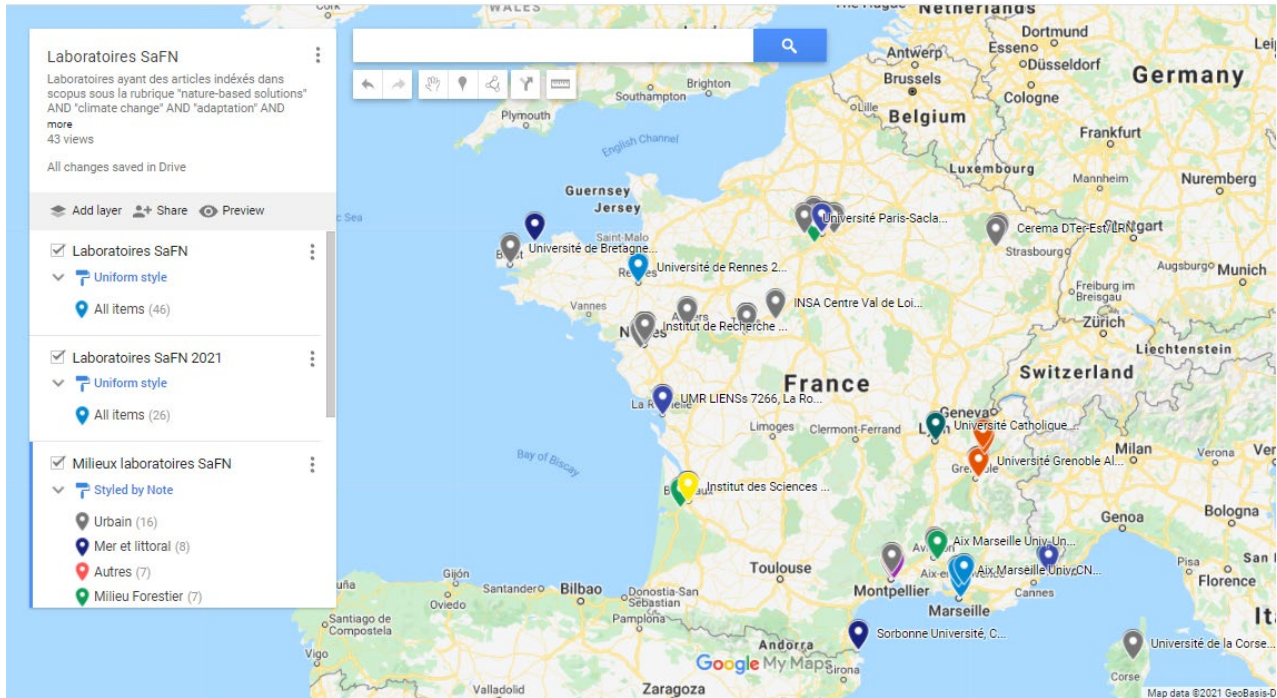 Laboratoires SaFN
Laboratoires ayant des articles indéxés dans
scopus sous la rubrique "nature-based solutions"
AND "climate change" AND "adaptation" AND
more
43 views
All changes saved in Drive
Add layer
Share
Preview
Laboratoires SaFN
Uniform style
All items (46)
Laboratoires SaFN 2021
Uniform style
All items (26)
Milieux laboratoires SaFN
Styled by Note
Urbain (16)
Mer et littoral (8)
Autres (7)
Milieu Forestier (7)
WALES
Netherlands
Dortmund
Essen
Düsseldorf
Antwerp
Brussels
Cologne
Germany
Lille
Belgium
Brighton
Southampton
Plymouth
English Channel
Frankfurt
Luxembourg
Mannheim
Nuremberg
Guernsey
Jersey
Saint-Malo
Université Paris-Sacla...
Cerema DTer-Est/LRN
Strasbourg
Augsburg
Munich
Université de Bretagne...
Université de Rennes 2...
Freiburg im
Breisgau
Vannes
INSA Centre Val de Loi...
Institut de Recherche ...
Zürich
Liechtenstein
Switzerland
France
UMR LIENSs 7266, La Ro...
Geneva
Limoges
Clermont-Ferrand
Université Catholique...
Milan
Verona
Université Grenoble Al...
Bay of Biscay
Institut des Sciences ...
Genoa
Bologna
Aix Marseille Univ-Un...
Toulouse
Aix Marseille Univ, CN...
Montpellier
Marseille
Cannes
Pisa
Florence
Gijón
Santander
Bilbao
Donostia-San
Sebastián
Oviedo
Santiago de
Compostela
Pamplona
Vigo
Andorra
Sorbonne Université, C...
Girona
Google My Maps
Université de la Corse...
Corse
Valladolid
Zaragoza
Map data ©2021 GeoBasis-